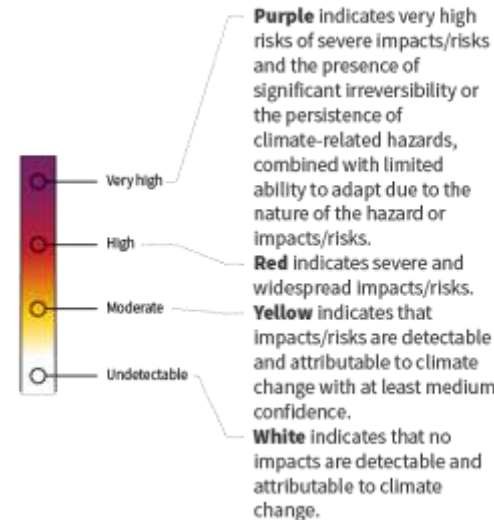 Purple indicates very high
risks of severe impacts/risks
and the presence of
significant irreversibility or
the persistence of
climate-related hazards,
combined with limited
ability to adapt due to the
nature of the hazard or
impacts/risks.
Red indicates severe and
widespread impacts/risks.
Yellow indicates that
impacts/risks are detectable
and attributable to climate
change with at least medium
confidence.
White indicates that no
impacts are detectable and
attributable to climate
change.
Very high
High
Moderate
Undetectable